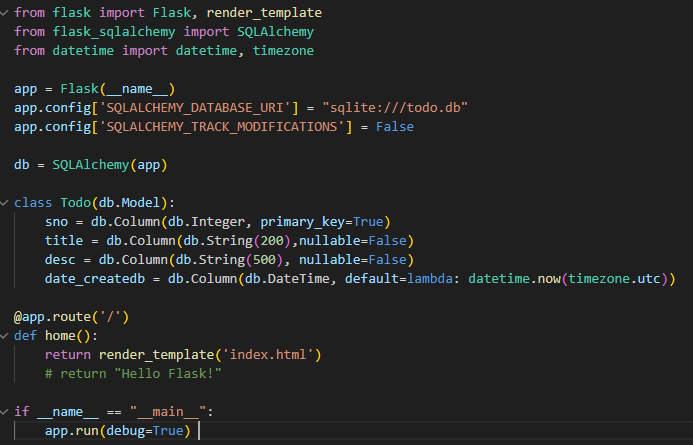 from flask import Flask, render_template
from flask_sqlalchemy import SQLAlchemy
from datetime import datetime, timezone

app = Flask(__name__)
app.config['SQLALCHEMY_DATABASE_URI'] = "sqlite:///todo.db"
app.config['SQLALCHEMY_TRACK_MODIFICATIONS'] = False

db = SQLAlchemy(app)

class Todo(db.Model):
    sno = db.Column(db.Integer, primary_key=True)
    title = db.Column(db.String(200),nullable=False)
    desc = db.Column(db.String(500), nullable=False)
    date_createdb = db.Column(db.DateTime, default=lambda: datetime.now(timezone.utc))

@app.route('/')
def home():
    return render_template('index.html')
    # return "Hello Flask!"

if __name__ == "__main__":
    app.run(debug=True)